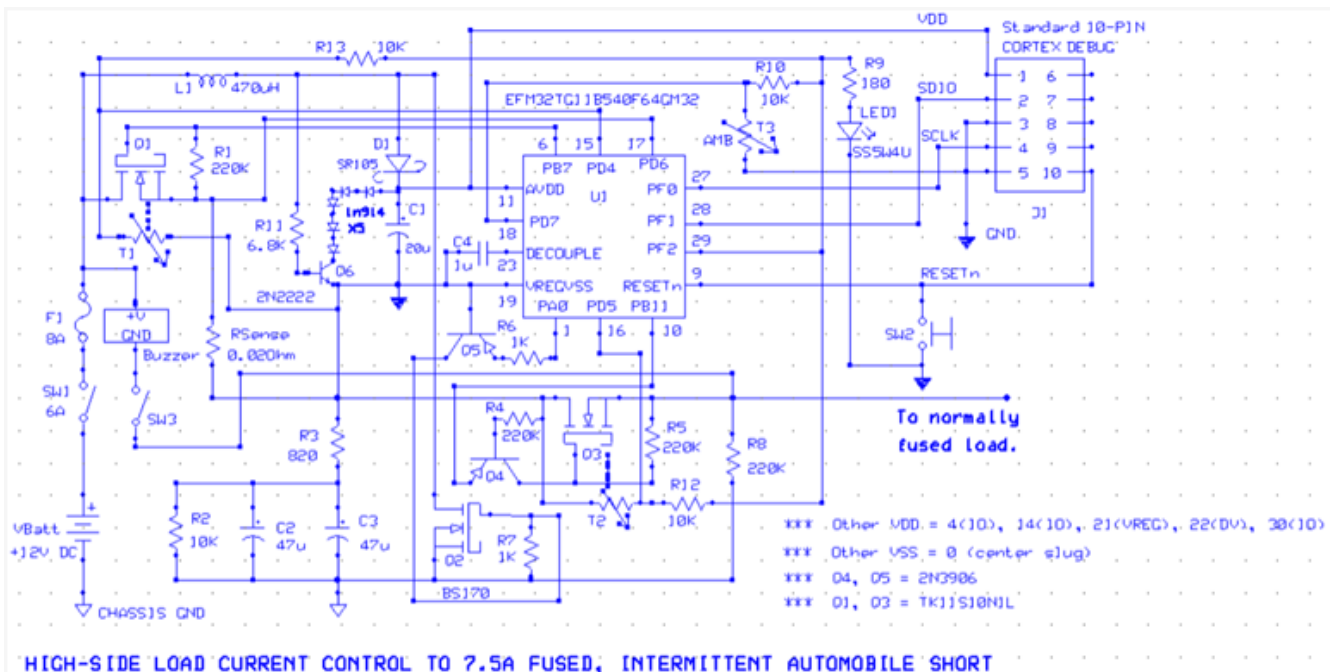 VDD
Standard 10-PIN
CORTEX DEBUG
R13 10K
L1 470uH
R10
10K
R9
180
1 6
SDIO
2 7
EFM32TG11B540F64GM32
T3
AMB
LED1
SS5W4U
3 8
SCLK
4 9
5 10
J1
GND
Q1
R1
220K
D1
SR105
6 15 17
PB7 PD4 PD6
U1
27
AVDD
PF0
11
1n914
X5
C1
20u
28
PD7
PF1
18
29
C4
1u
DECOUPLE
PF2
23
9
VREGVSS
RESETn
RESETn
19
PA0 PD5 PB11
1 16 10
T1
R11
6.8K
Q6
2N2222
F1
8A
+V
GND
Buzzer
RSense
0.02Ohm
R6
1K
Q5
SW2
SW1
6A
SW3
R3
820
R4
220K
Q3
R5
220K
R8
220K
To normally
fused load.
Q4
T2
R12
10K
VBatt
+12V DC
+
R2
10K
C2
47u
C3
47u
Q2
R7
1K
BS170
CHASSIS GND
*** Other VDD = 4(IO), 14(IO), 21(VREG), 22(DV), 30(IO)
*** Other VSS = 0 (center slug)
*** Q4, Q5 = 2N3906
*** Q1, Q3 = TK11S10N1L
HIGH-SIDE LOAD CURRENT CONTROL TO 7.5A FUSED, INTERMITTENT AUTOMOBILE SHORT